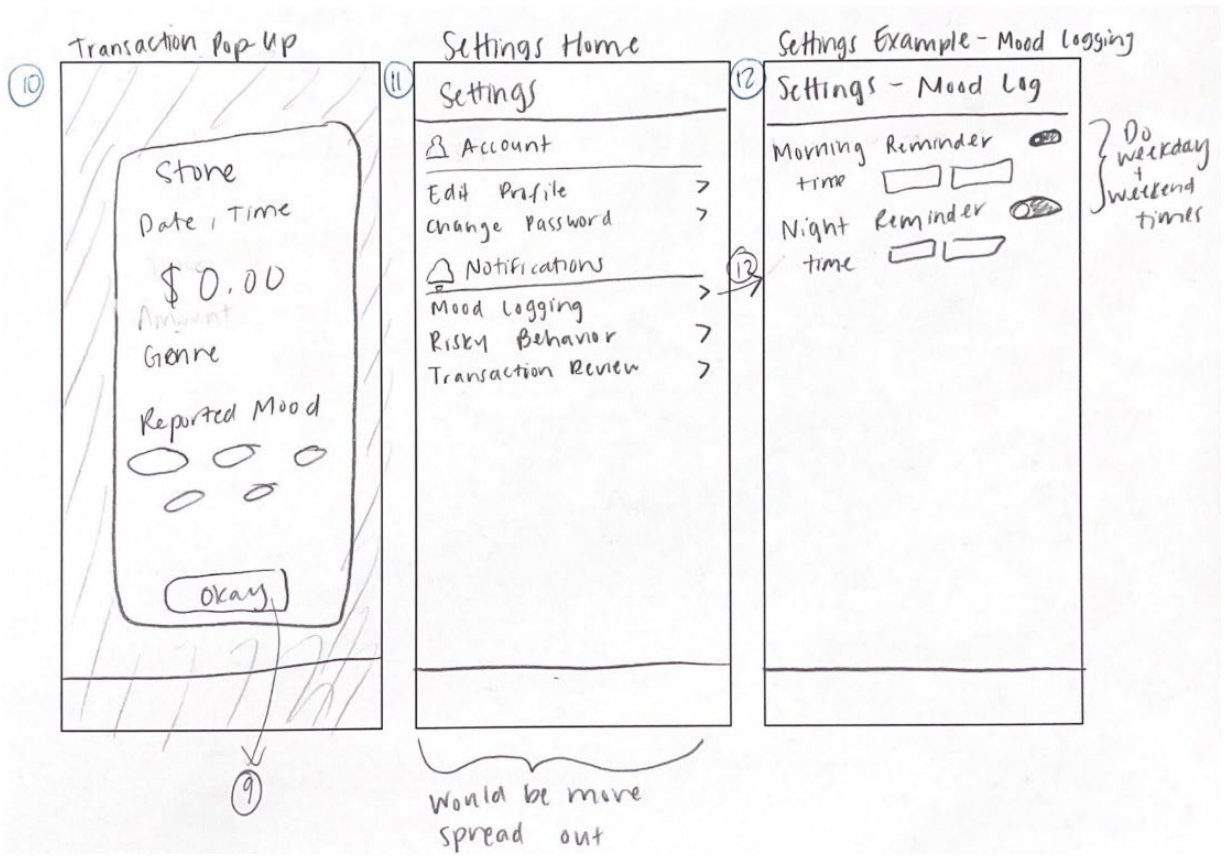 Transaction Pop-Up
10
Store
Date, Time
$0.00
Amount
Genre
Reported Mood
Okay
9
Settings Home
11
Settings
Account
Edit Profile
Change Password
Notifications
Mood Logging
12
Risky Behavior
Transaction Review
Would be more
spread out
Settings Example - Mood Logging
12
Settings - Mood Log
Morning Reminder
time
Night Reminder
time
Do
weekday
+
weekend
times